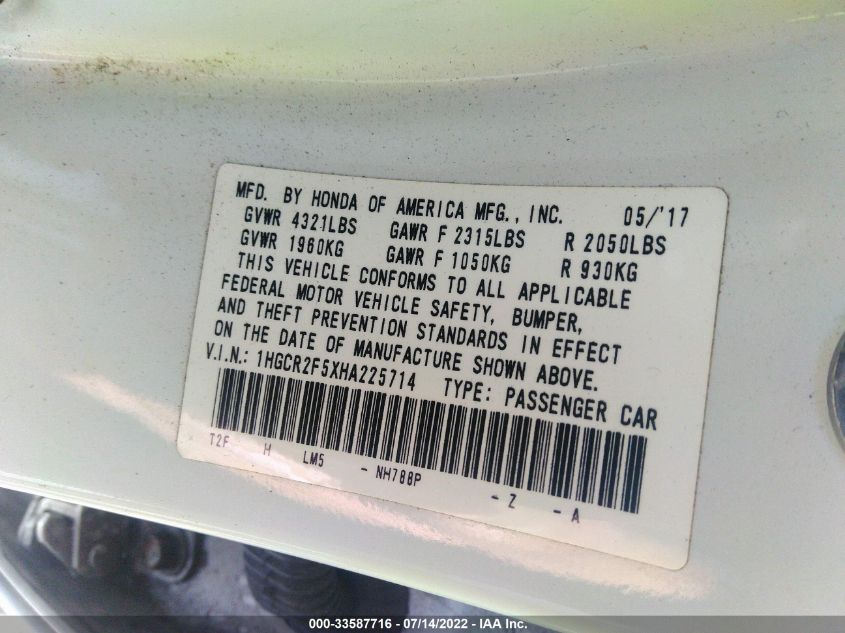 MFD. BY HONDA OF AMERICA MFG., INC. 05/'17
GVWR 4321LBS GAWR F 2315LBS R 2050LBS
GVWR 1960KG GAWR F 1050KG R 930KG
THIS VEHICLE CONFORMS TO ALL APPLICABLE
FEDERAL MOTOR VEHICLE SAFETY, BUMPER,
AND THEFT PREVENTION STANDARDS IN EFFECT
ON THE DATE OF MANUFACTURE SHOWN ABOVE.
V.I.N.: 1HGCR2F5XHA225714 TYPE: PASSENGER CAR
T2F H LM5 - NH788P - Z - A
000-33587716 - 07/14/2022 - IAA Inc.